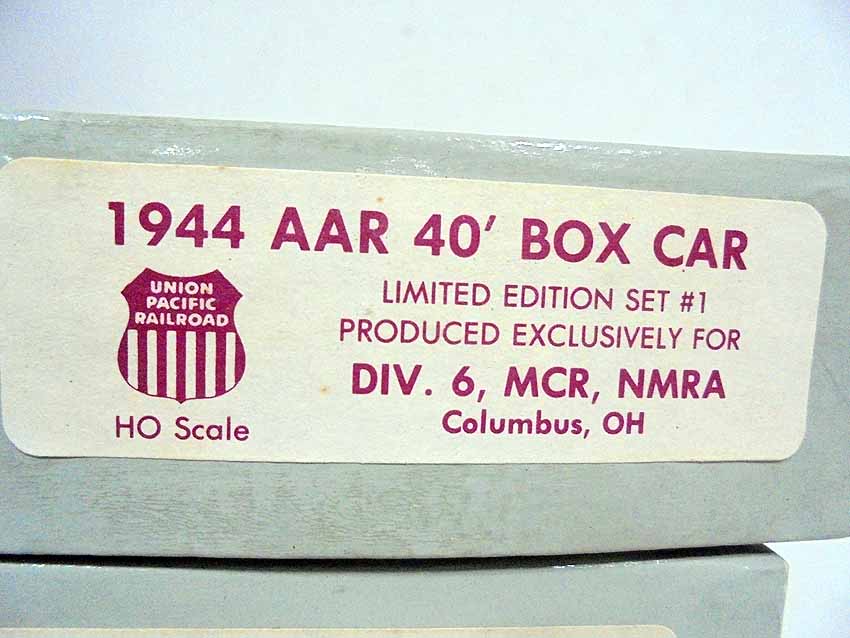 1944 AAR 40' BOX CAR
UNION
PACIFIC
RAILROAD
HO Scale
LIMITED EDITION SET #1
PRODUCED EXCLUSIVELY FOR
DIV. 6, MCR, NMRA
Columbus, OH